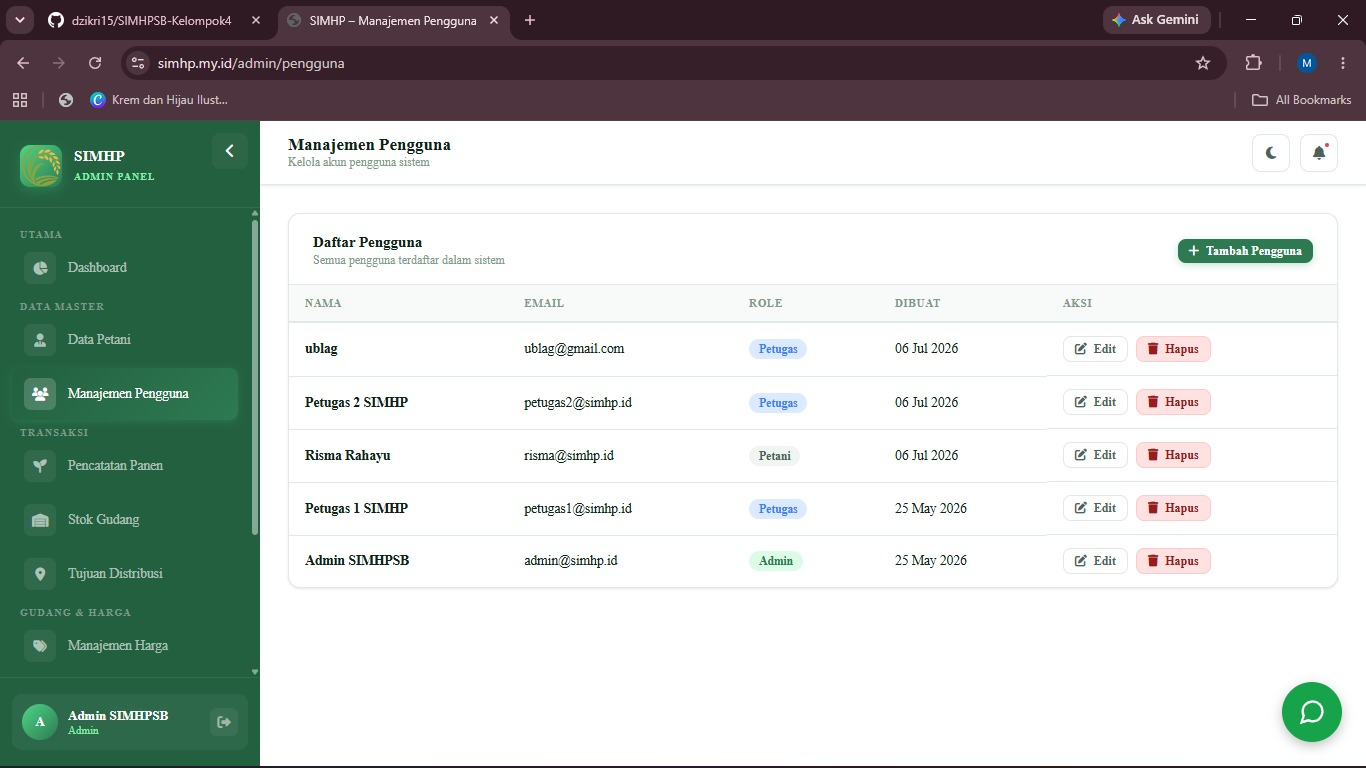 dzikri15/SIMHPSB-Kelompok4
SIMHP – Manajemen Pengguna
Ask Gemini
simhp.my.id/admin/pengguna
M
Krem dan Hijau Ilust...
All Bookmarks
SIMHP
ADMIN PANEL
UTAMA
Dashboard
DATA MASTER
Data Petani
Manajemen Pengguna
TRANSAKSI
Pencatatan Panen
Stok Gudang
Tujuan Distribusi
GUDANG & HARGA
Manajemen Harga
A
Admin SIMHPSB
Admin
Manajemen Pengguna
Kelola akun pengguna sistem
Daftar Pengguna
Semua pengguna terdaftar dalam sistem
+ Tambah Pengguna
NAMA EMAIL ROLE DIBUAT AKSI
ublag ublag@gmail.com Petugas 06 Jul 2026 Edit Hapus
Petugas 2 SIMHP petugas2@simhp.id Petugas 06 Jul 2026 Edit Hapus
Risma Rahayu risma@simhp.id Petani 06 Jul 2026 Edit Hapus
Petugas 1 SIMHP petugas1@simhp.id Petugas 25 May 2026 Edit Hapus
Admin SIMHPSB admin@simhp.id Admin 25 May 2026 Edit Hapus